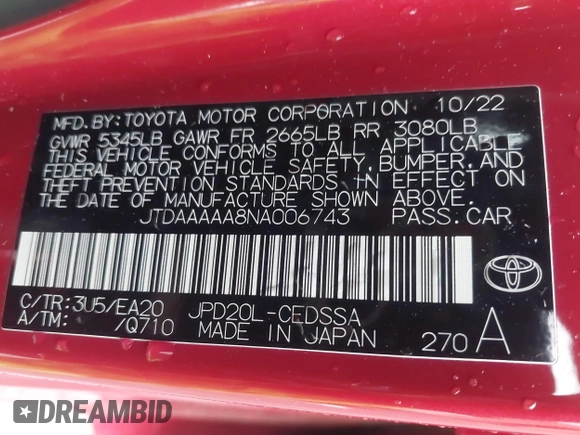 MFD. BY: TOYOTA MOTOR CORPORATION 10/22
GVWR 5345LB GAWR FR 2665LB RR 3080LB
THIS VEHICLE CONFORMS TO ALL APPLICABLE
FEDERAL MOTOR VEHICLE SAFETY, BUMPER, AND
THEFT PREVENTION STANDARDS IN EFFECT ON
THE DATE OF MANUFACTURE SHOWN ABOVE.
JTDAAAAA8NA006743 PASS. CAR
C/TR: 3U5/EA20 JPD20L-CEDSSA
A/TM: /Q710 MADE IN JAPAN 270 A
DREAMBID